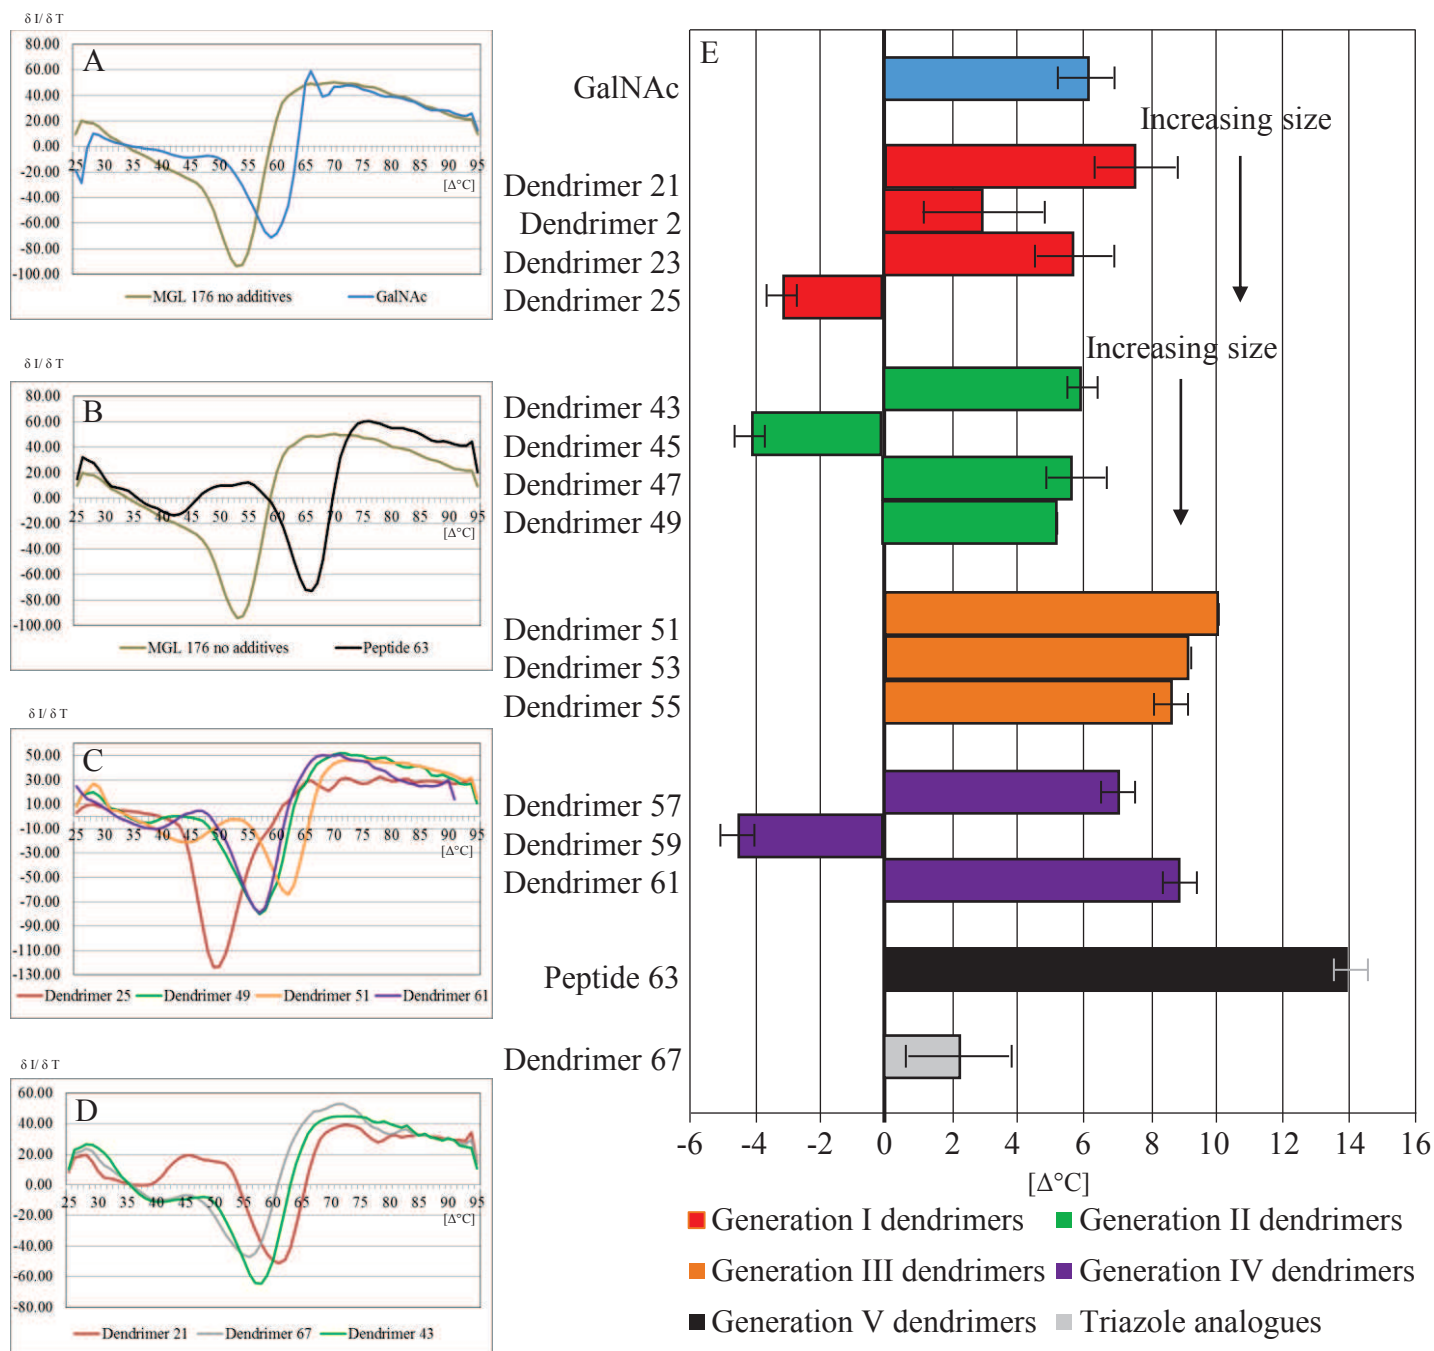 δ I/ δ T
A
80.00
60.00
40.00
20.00
0.00
-20.00
-40.00
-60.00
-80.00
-100.00
25 30 35 40 45 50 55 60 65 70 75 80 85 90 95
[Δ°C]
MGL 176 no additives GalNAc
δ I/ δ T
B
80.00
60.00
40.00
20.00
0.00
-20.00
-40.00
-60.00
-80.00
-100.00
25 30 35 40 45 50 55 60 65 70 75 80 85 90 95
[Δ°C]
MGL 176 no additives Peptide 63
δ I/ δ T
C
50.00
30.00
10.00
-10.00
-30.00
-50.00
-70.00
-90.00
-110.00
-130.00
25 30 35 40 45 50 55 60 65 70 75 80 85 90 95
[Δ°C]
Dendrimer 25 Dendrimer 49 Dendrimer 51 Dendrimer 61
δ I/ δ T
D
60.00
40.00
20.00
0.00
-20.00
-40.00
-60.00
-80.00
25 30 35 40 45 50 55 60 65 70 75 80 85 90 95
[Δ°C]
Dendrimer 21 Dendrimer 67 Dendrimer 43
E
GalNAc
Increasing size
Dendrimer 21
Dendrimer 2
Dendrimer 23
Dendrimer 25
Increasing size
Dendrimer 43
Dendrimer 45
Dendrimer 47
Dendrimer 49
Dendrimer 51
Dendrimer 53
Dendrimer 55
Dendrimer 57
Dendrimer 59
Dendrimer 61
Peptide 63
Dendrimer 67
-6 -4 -2 0 2 4 6 8 10 12 14 16
[Δ°C]
Generation I dendrimers Generation II dendrimers
Generation III dendrimers Generation IV dendrimers
Generation V dendrimers Triazole analogues